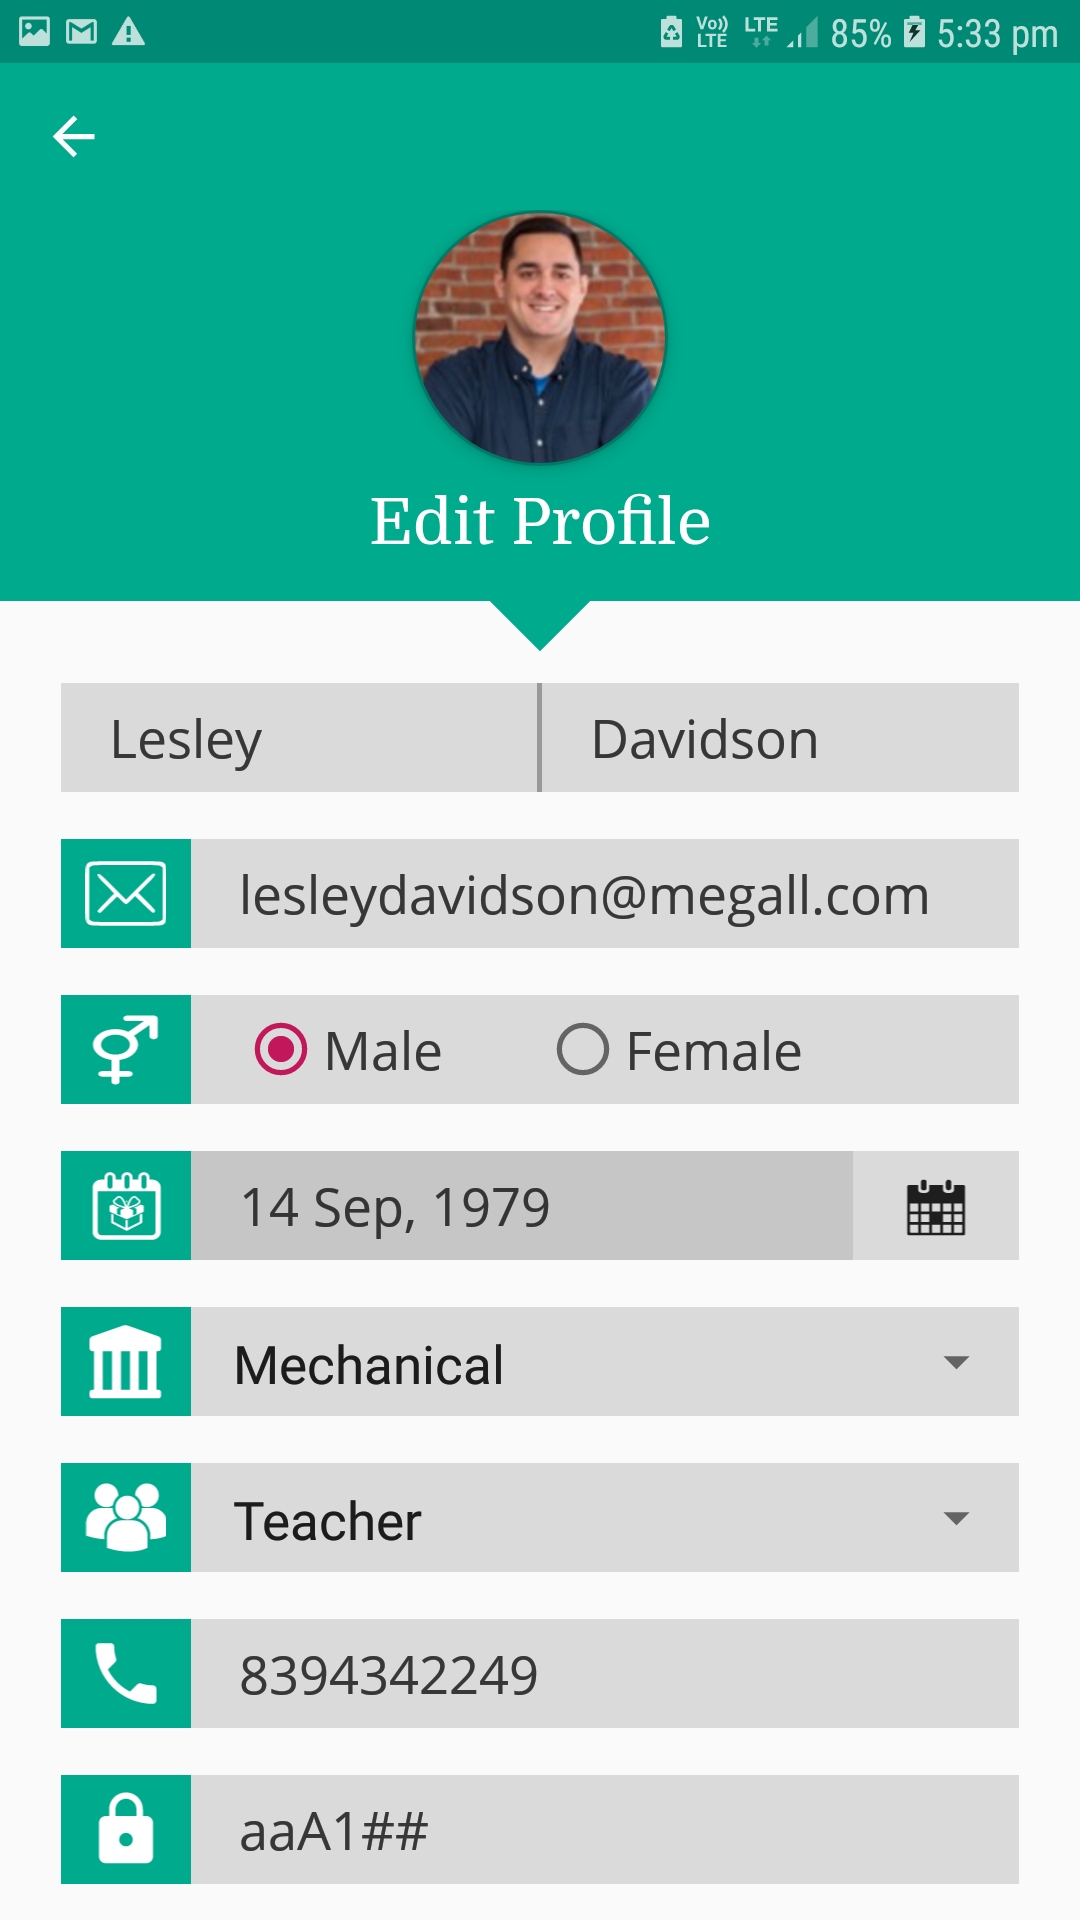 Vo)) LTE LTE 85% 5:33 pm
Edit Profile
Lesley Davidson
lesleydavidson@megall.com
Male Female
14 Sep, 1979
Mechanical
Teacher
8394342249
aaA1##